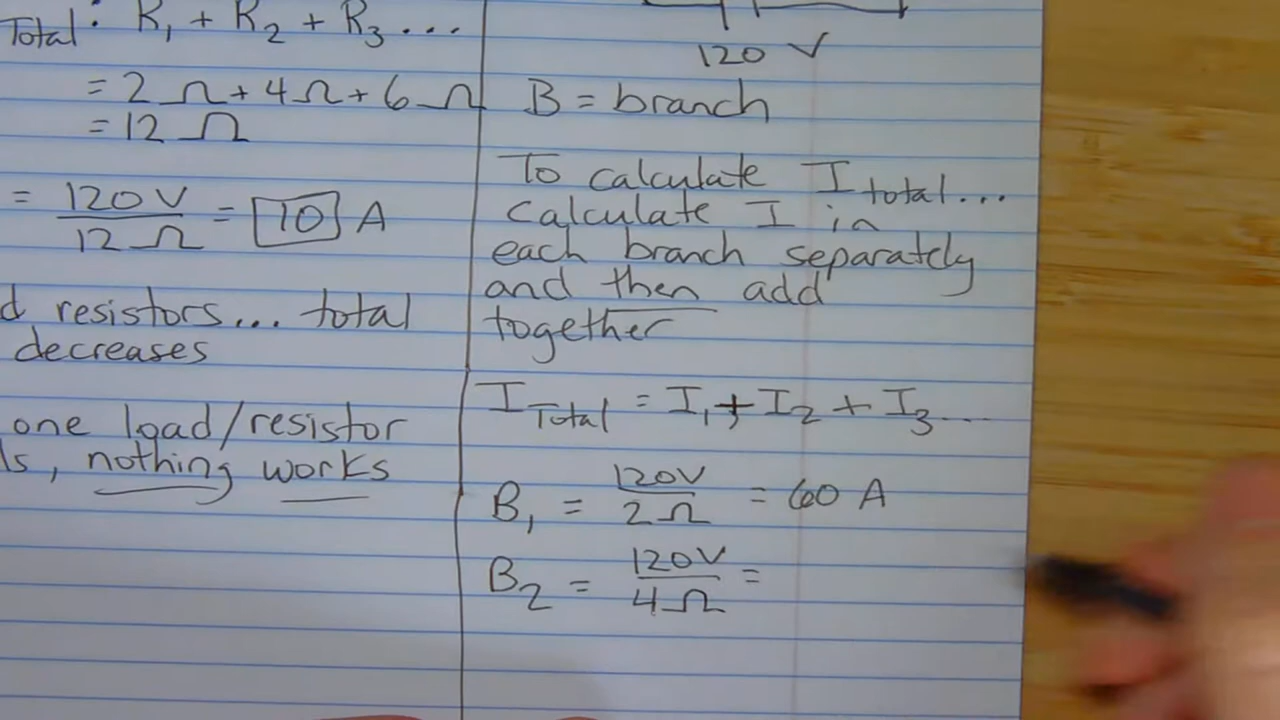 Total: R1 + R2 + R3 ...
= 2 Ω + 4 Ω + 6 Ω
= 12 Ω
= 120 V / 12 Ω = 10 A
d resistors... total
decreases
one load/resistor
ls, nothing works
120 V
B = branch
To calculate I total...
calculate I in
each branch separately
and then add
together
I Total = I1 + I2 + I3 ...
B1 = 120V / 2 Ω = 60 A
B2 = 120V / 4 Ω =